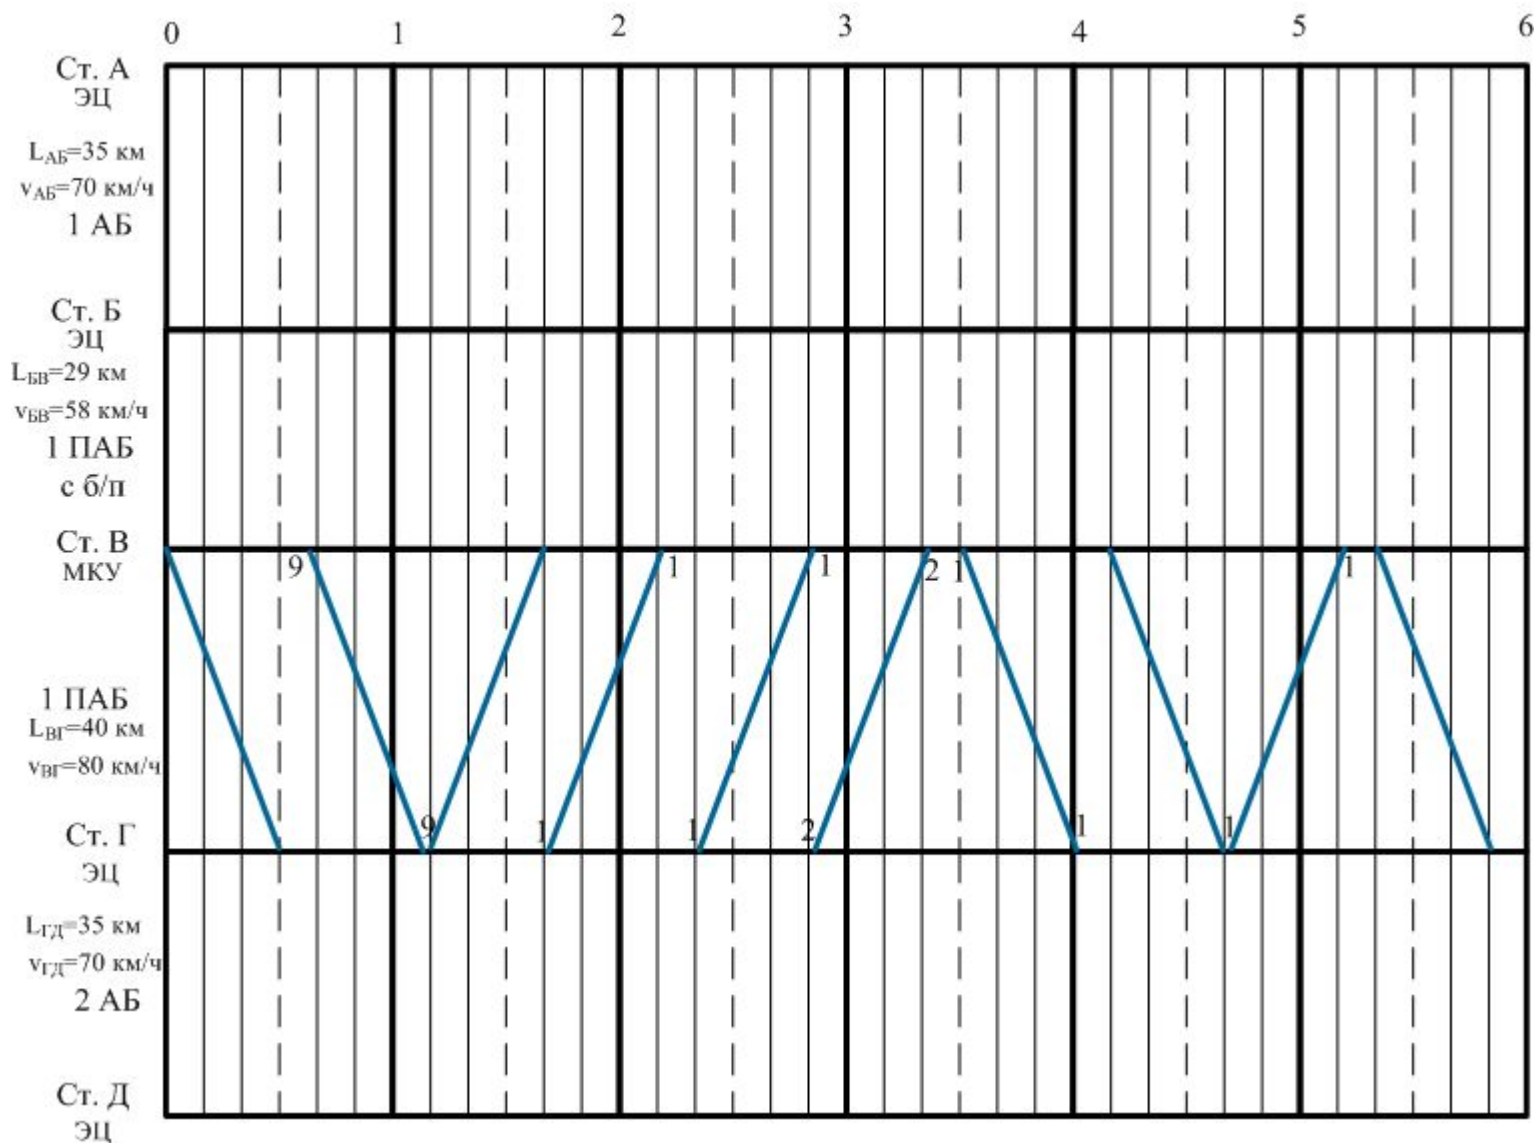 0 1 2 3 4 5 6
Ст. А
ЭЦ
LАБ=35 км
vАБ=70 км/ч
1 АБ
Ст. Б
ЭЦ
LБВ=29 км
vБВ=58 км/ч
1 ПАБ
с б/п
Ст. В
МКУ
9 1 1 2 1 1
1 ПАБ
LВГ=40 км
vВГ=80 км/ч
Ст. Г
9 1 1 2 1 1
ЭЦ
LГД=35 км
vГД=70 км/ч
2 АБ
Ст. Д
ЭЦ